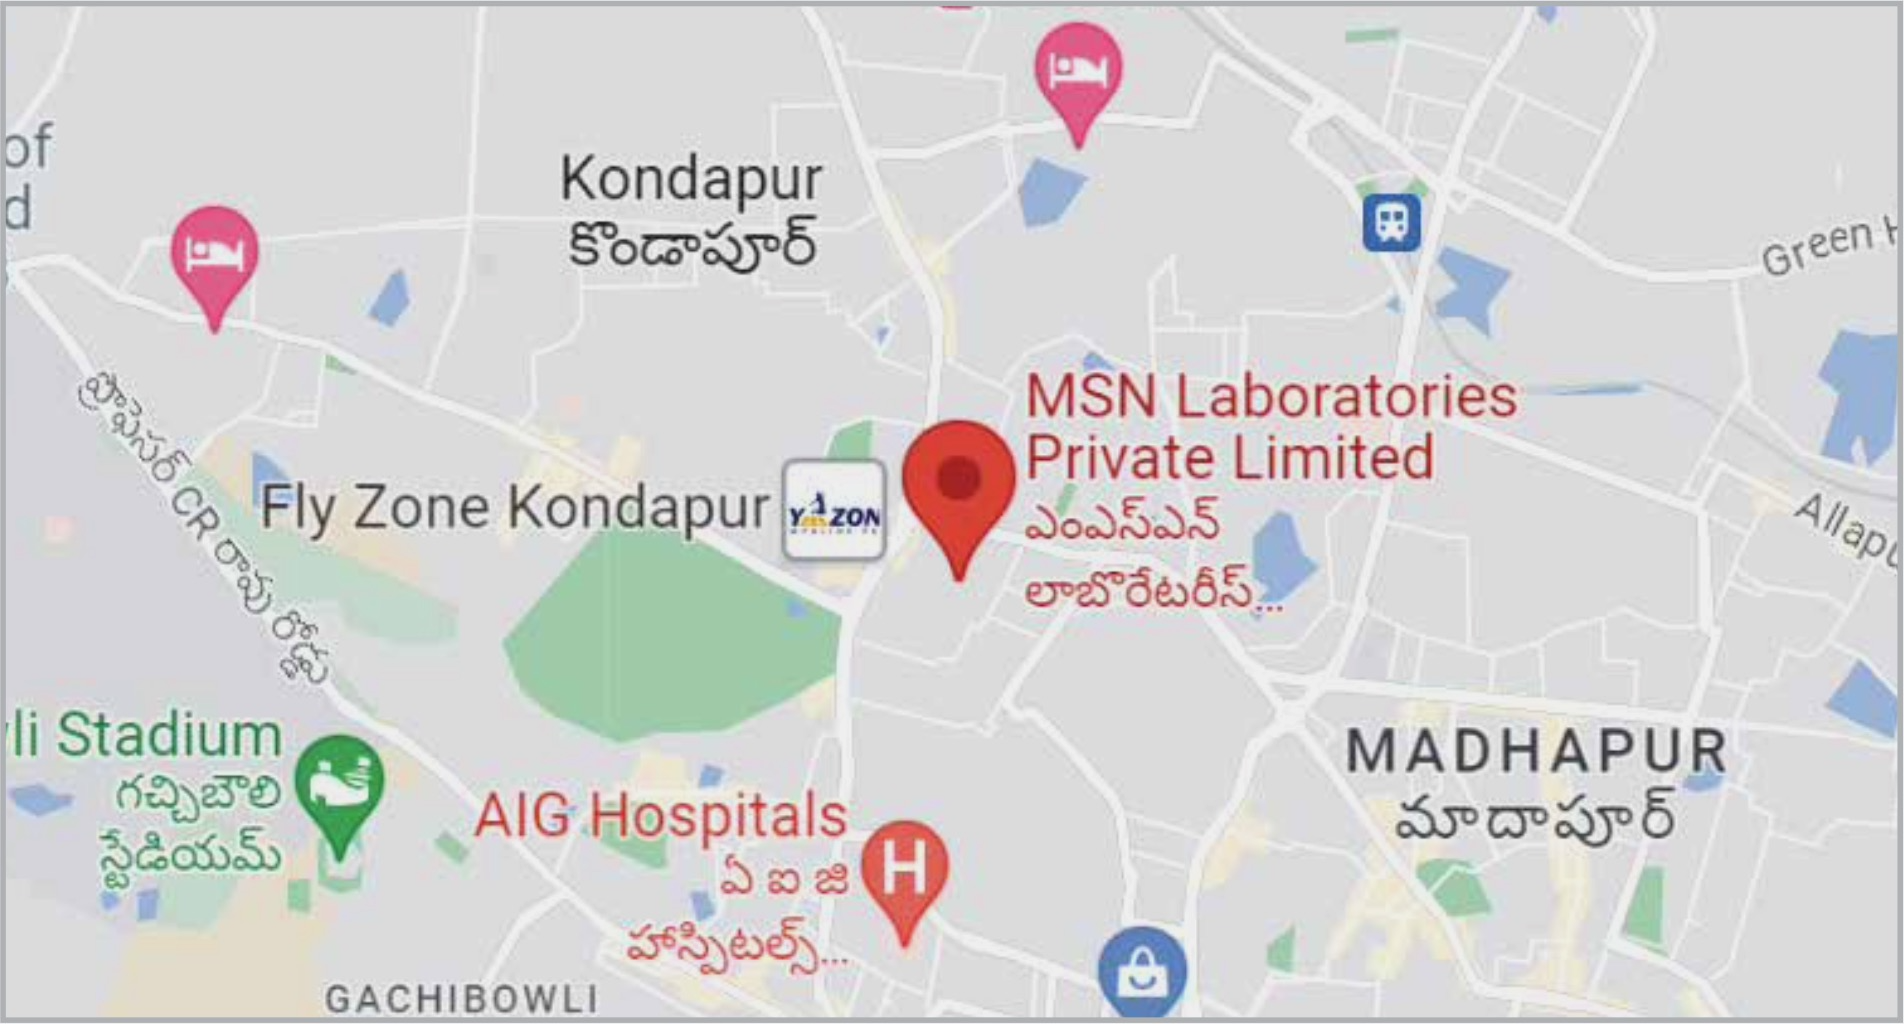 of
d
Kondapur
కొండాపూర్
Green H
MSN Laboratories
Private Limited
ఎంఎస్ఎన్
లాబొరేటరీస్...
Fly Zone Kondapur
YAZON
ప్రొఫెసర్ CR రావు రోడ్డు
Allapu
li Stadium
గచ్చిబౌలి
స్టేడియమ్
AIG Hospitals
ఏ ఐ జి
హాస్పిటల్స్...
H
MADHAPUR
మాదాపూర్
GACHIBOWLI